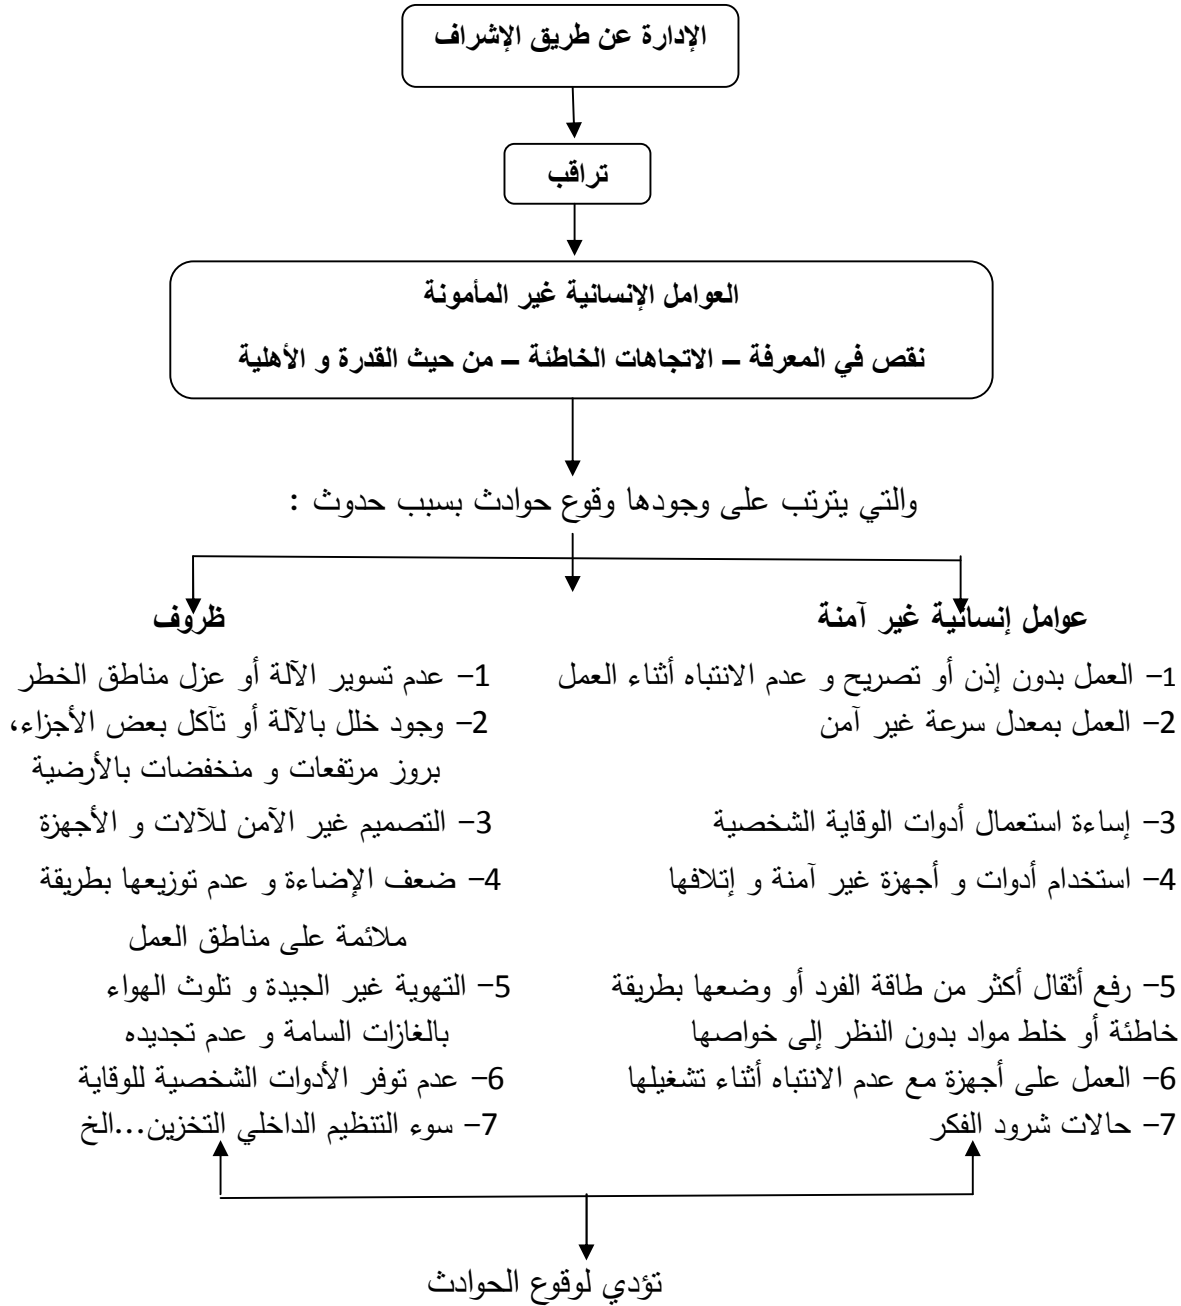 الإدارة عن طريق الإشراف
تراقب
العوامل الإنسانية غير المأمونة
نقص في المعرفة – الاتجاهات الخاطئة – من حيث القدرة و الأهلية
والتي يترتب على وجودها وقوع حوادث بسبب حدوث :
عوامل إنسانية غير آمنة
1– العمل بدون إذن أو تصريح و عدم الانتباه أثناء العمل
2– العمل بمعدل سرعة غير آمن
3– إساءة استعمال أدوات الوقاية الشخصية
4– استخدام أدوات و أجهزة غير آمنة و إتلافها
5– رفع أثقال أكثر من طاقة الفرد أو وضعها بطريقة
خاطئة أو خلط مواد بدون النظر إلى خواصها
6– العمل على أجهزة مع عدم الانتباه أثناء تشغيلها
7– حالات شرود الفكر
ظروف
1– عدم تسوير الآلة أو عزل مناطق الخطر
2– وجود خلل بالآلة أو تآكل بعض الأجزاء،
بروز مرتفعات و منخفضات بالأرضية
3– التصميم غير الآمن للآلات و الأجهزة
4– ضعف الإضاءة و عدم توزيعها بطريقة
ملائمة على مناطق العمل
5– التهوية غير الجيدة و تلوث الهواء
بالغازات السامة و عدم تجديده
6– عدم توفر الأدوات الشخصية للوقاية
7– سوء التنظيم الداخلي التخزين...الخ
تؤدي لوقوع الحوادث